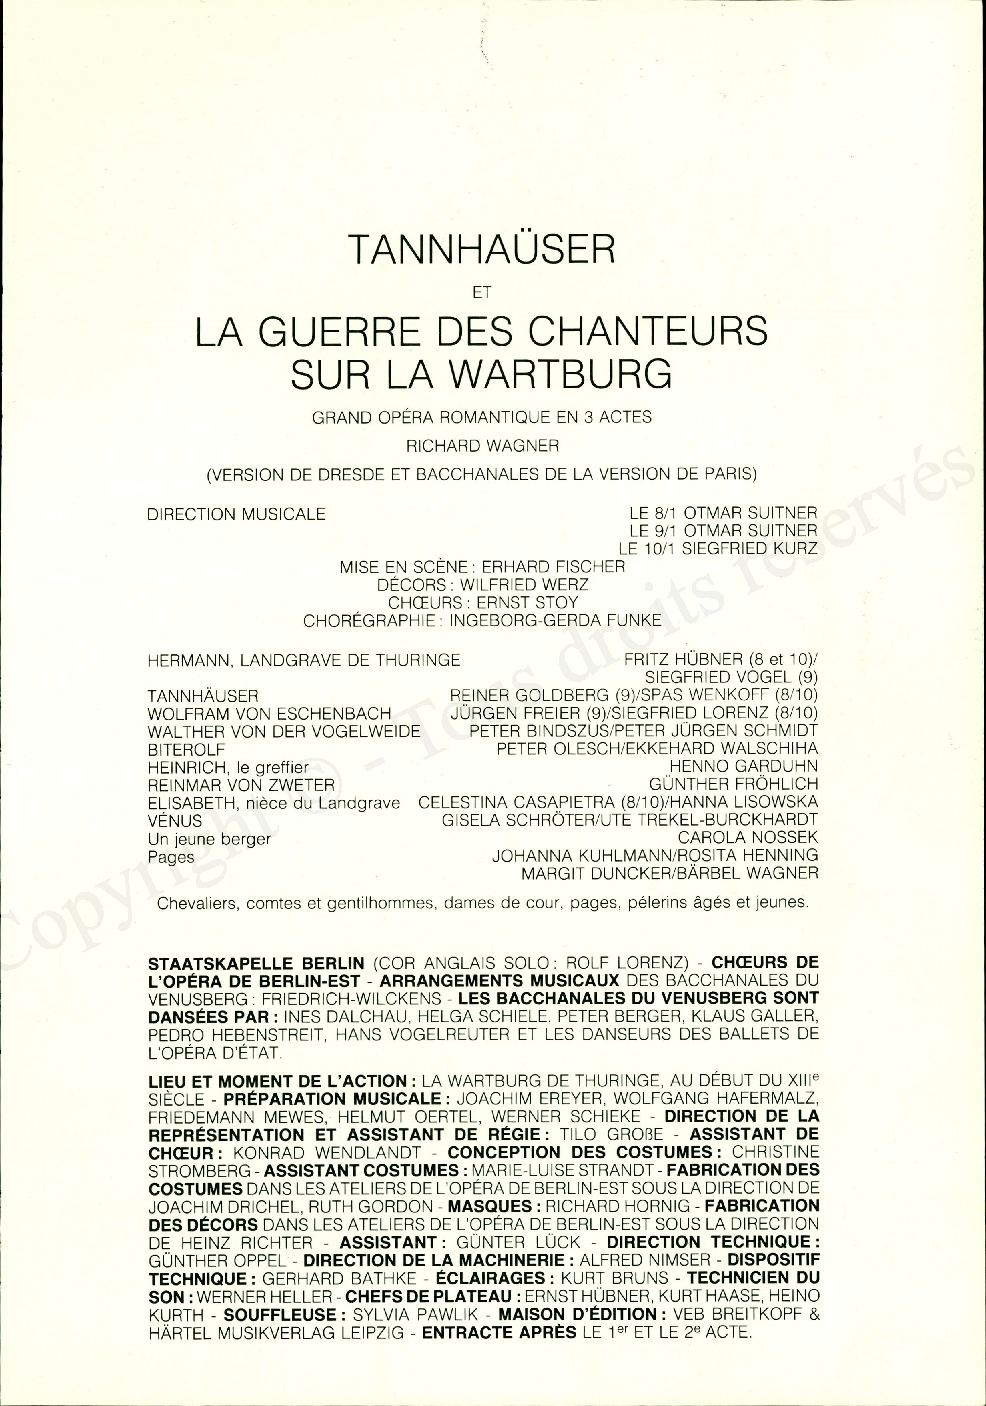 TANNHAÜSER
ET
LA GUERRE DES CHANTEURS
SUR LA WARTBURG
GRAND OPÉRA ROMANTIQUE EN 3 ACTES
RICHARD WAGNER
(VERSION DE DRESDE ET BACCHANALES DE LA VERSION DE PARIS)
DIRECTION MUSICALE LE 8/1 OTMAR SUITNER
LE 9/1 OTMAR SUITNER
LE 10/1 SIEGFRIED KURZ
MISE EN SCÈNE : ERHARD FISCHER
DÉCORS : WILFRIED WERZ
CHŒURS : ERNST STOY
CHORÉGRAPHIE : INGEBORG-GERDA FUNKE
HERMANN, LANDGRAVE DE THURINGE FRITZ HÜBNER (8 et 10)/
SIEGFRIED VOGEL (9)
TANNHÄUSER REINER GOLDBERG (9)/SPAS WENKOFF (8/10)
WOLFRAM VON ESCHENBACH JÜRGEN FREIER (9)/SIEGFRIED LORENZ (8/10)
WALTHER VON DER VOGELWEIDE PETER BINDSZUS/PETER JÜRGEN SCHMIDT
BITEROLF PETER OLESCH/EKKEHARD WALSCHIHA
HEINRICH, le greffier HENNO GARDUHN
REINMAR VON ZWETER GÜNTHER FRÖHLICH
ELISABETH, nièce du Landgrave CELESTINA CASAPIETRA (8/10)/HANNA LISOWSKA
VÉNUS GISELA SCHRÖTER/UTE TREKEL-BURCKHARDT
Un jeune berger CAROLA NOSSEK
Pages JOHANNA KUHLMANN/ROSITA HENNING
MARGIT DUNCKER/BÄRBEL WAGNER
Chevaliers, comtes et gentilhommes, dames de cour, pages, pélerins âgés et jeunes.
STAATSKAPELLE BERLIN (COR ANGLAIS SOLO : ROLF LORENZ) - CHŒURS DE
L'OPÉRA DE BERLIN-EST - ARRANGEMENTS MUSICAUX DES BACCHANALES DU
VENUSBERG : FRIEDRICH-WILCKENS - LES BACCHANALES DU VENUSBERG SONT
DANSÉES PAR : INES DALCHAU, HELGA SCHIELE. PETER BERGER, KLAUS GALLER,
PEDRO HEBENSTREIT, HANS VOGELREUTER ET LES DANSEURS DES BALLETS DE
L'OPÉRA D'ÉTAT.
LIEU ET MOMENT DE L'ACTION : LA WARTBURG DE THURINGE, AU DÉBUT DU XIIIe
SIÈCLE - PRÉPARATION MUSICALE : JOACHIM EREYER, WOLFGANG HAFERMALZ,
FRIEDEMANN MEWES, HELMUT OERTEL, WERNER SCHIEKE - DIRECTION DE LA
REPRÉSENTATION ET ASSISTANT DE RÉGIE : TILO GROßE - ASSISTANT DE
CHŒUR : KONRAD WENDLANDT - CONCEPTION DES COSTUMES : CHRISTINE
STROMBERG - ASSISTANT COSTUMES : MARIE-LUISE STRANDT - FABRICATION DES
COSTUMES DANS LES ATELIERS DE L'OPÉRA DE BERLIN-EST SOUS LA DIRECTION DE
JOACHIM DRICHEL, RUTH GORDON - MASQUES : RICHARD HORNIG - FABRICATION
DES DÉCORS DANS LES ATELIERS DE L'OPÉRA DE BERLIN-EST SOUS LA DIRECTION
DE HEINZ RICHTER - ASSISTANT : GÜNTER LÜCK - DIRECTION TECHNIQUE :
GÜNTHER OPPEL - DIRECTION DE LA MACHINERIE : ALFRED NIMSER - DISPOSITIF
TECHNIQUE : GERHARD BATHKE - ÉCLAIRAGES : KURT BRUNS - TECHNICIEN DU
SON : WERNER HELLER - CHEFS DE PLATEAU : ERNST HÜBNER, KURT HAASE, HEINO
KURTH - SOUFFLEUSE : SYLVIA PAWLIK - MAISON D'ÉDITION : VEB BREITKOPF &
HÄRTEL MUSIKVERLAG LEIPZIG - ENTRACTE APRÈS LE 1er ET LE 2e ACTE.
Copyright © - Tous droits reservés